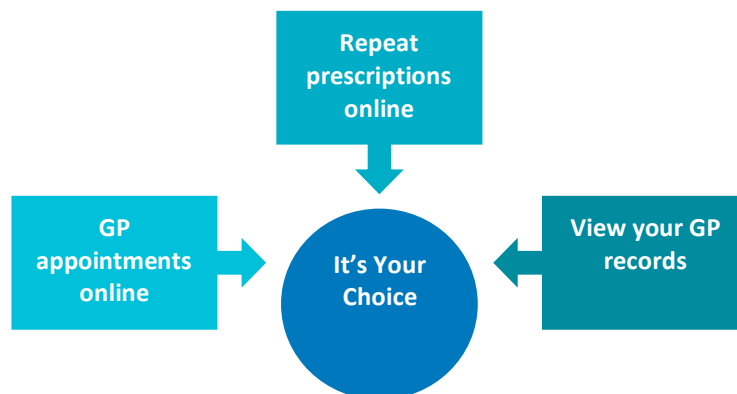 Repeat
prescriptions
online
GP
appointments
online
It’s Your
Choice
View your GP
records